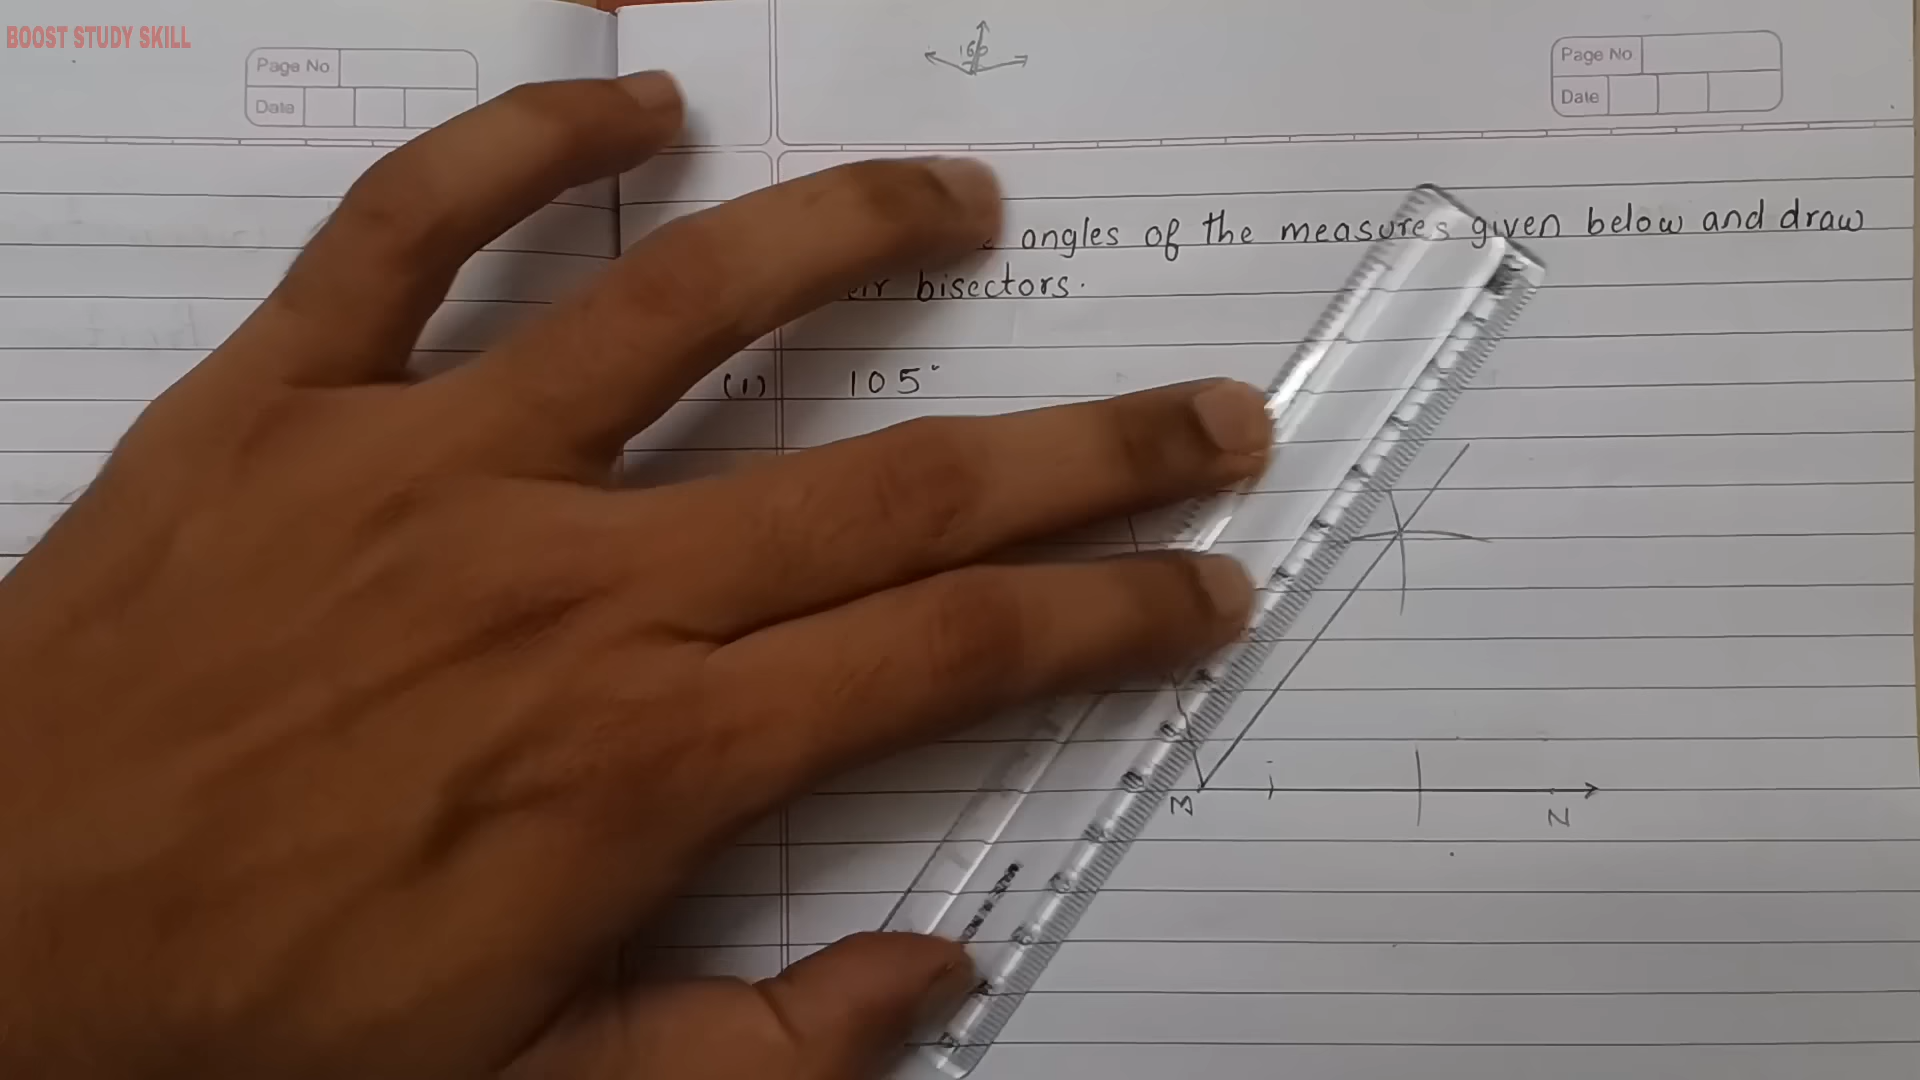 BOOST STUDY SKILL
Page No
Date
160
Page No
Date
angles of the measures given below and draw
bisectors.
(1) 105°
M
N